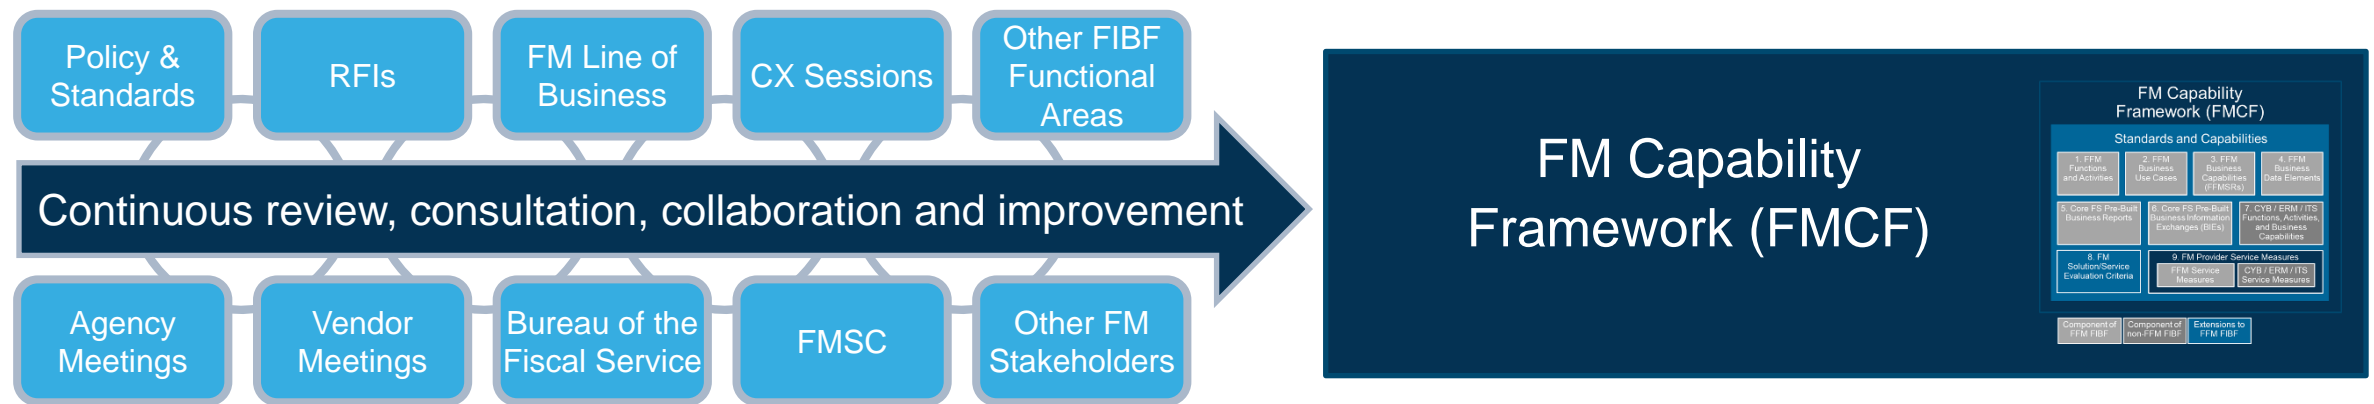 Policy &
Standards
RFIs
FM Line of
Business
CX Sessions
Other FIBF
Functional
Areas
Continuous review, consultation, collaboration and improvement
Agency
Meetings
Vendor
Meetings
Bureau of the
Fiscal Service
FMSC
Other FM
Stakeholders
FM Capability
Framework (FMCF)
FM Capability
Framework (FMCF)
Standards and Capabilities
1. FFM
Functions
and Activities
2. FFM
Business
Use Cases
3. FFM
Business
Capabilities
(FFMSRs)
4. FFM
Business
Data Elements
5. Core FS Pre-Built
Business Reports
6. Core FS Pre-Built
Business Information
Exchanges (BIEs)
7. CYB / ERM / ITS
Functions, Activities,
and Business
Capabilities
8. FM
Solution/Service
Evaluation Criteria
9. FM Provider Service Measures
FFM Service
Measures
CYB / ERM / ITS
Service Measures
Component of
FFM FIBF
Component of
non-FFM FIBF
Extensions to
FFM FIBF